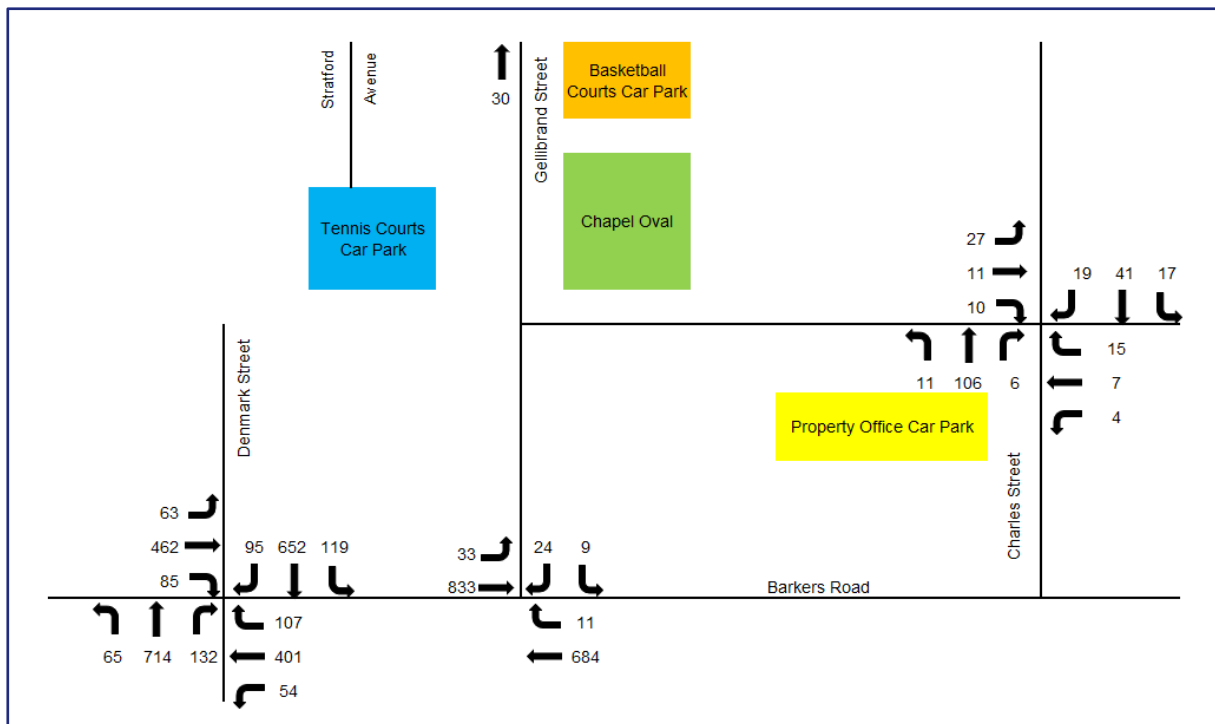 Stratford
Avenue
30
Gellibrand Street
Basketball
Courts Car Park
Tennis Courts
Car Park
Chapel Oval
27
11
10
19 41 17
11 106 6
15
7
4
Property Office Car Park
Charles Street
Denmark Street
63
462
85
95 652 119
65 714 132
107
401
54
33
833
24 9
11
684
Barkers Road